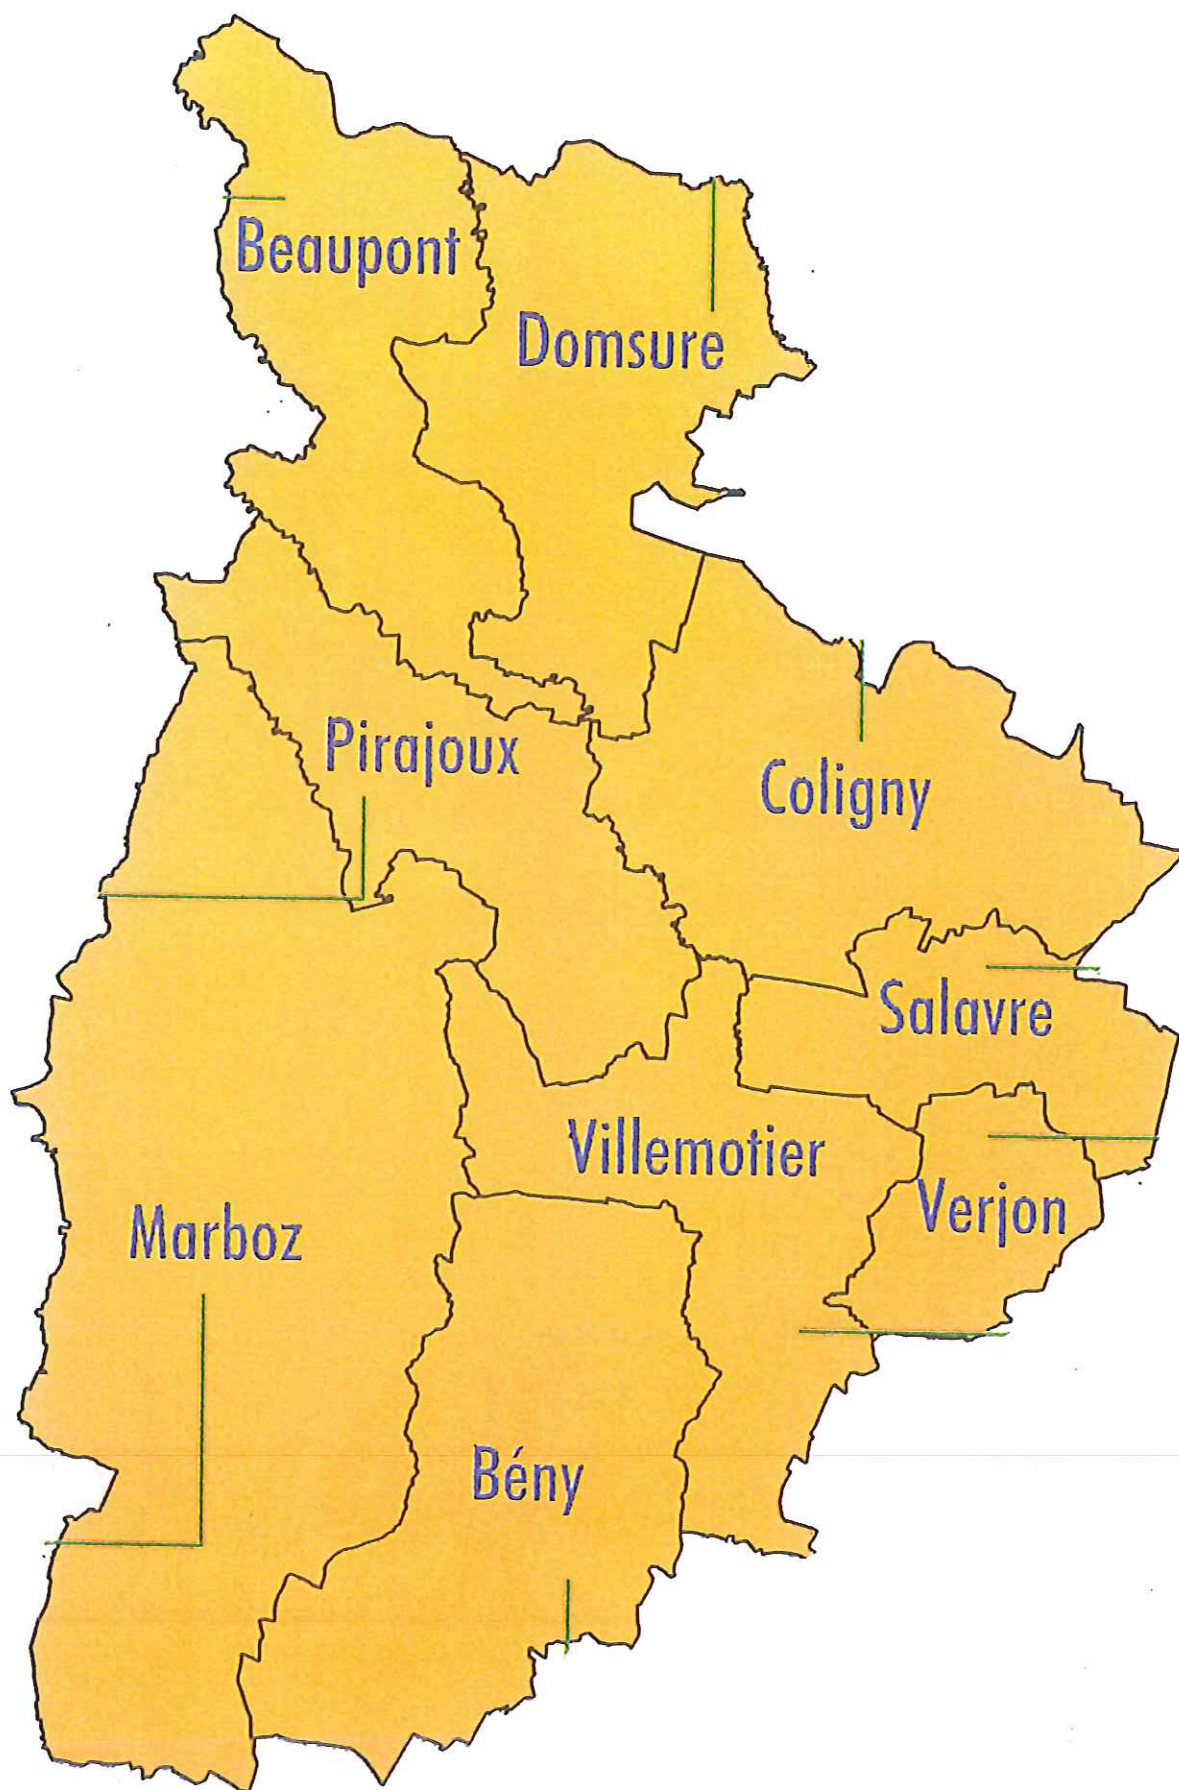 Beaupont
Domsure
Pirajoux
Coligny
Salavre
Villemotier
Verjon
Marboz
Bény